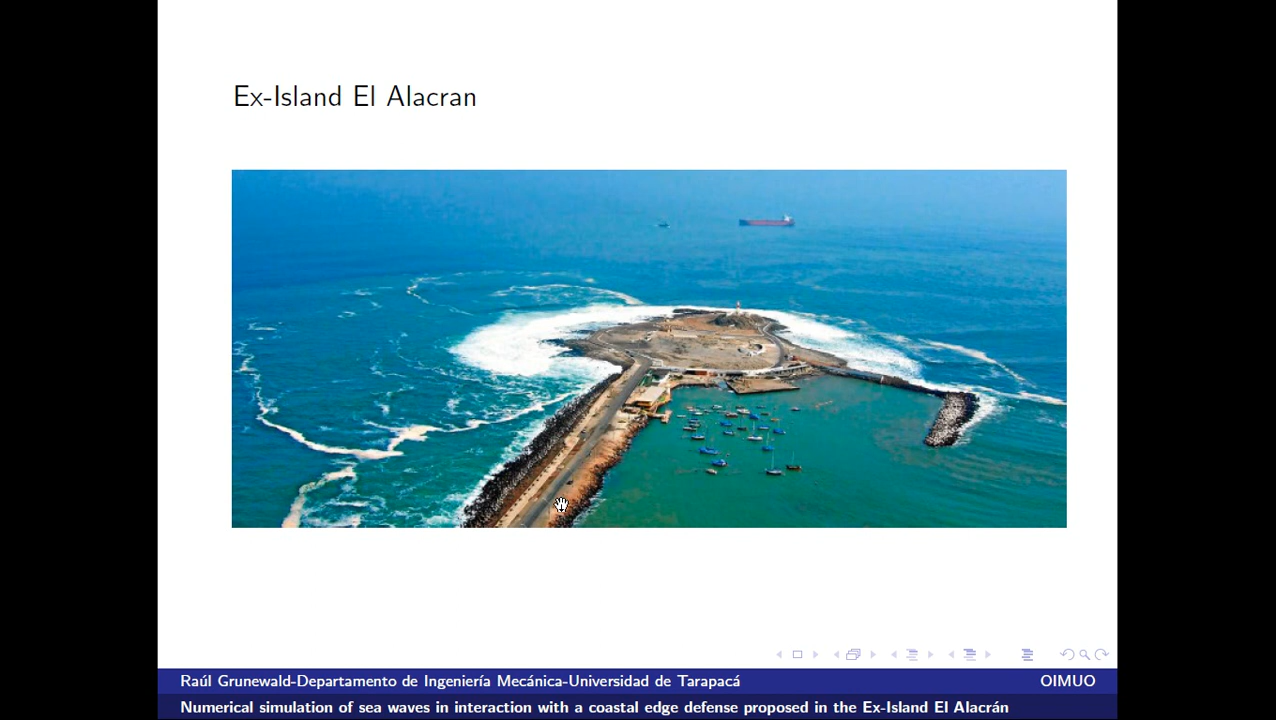 Ex-Island El Alacran
Raúl Grunewald-Departamento de Ingeniería Mecánica-Universidad de Tarapacá OIMUO
Numerical simulation of sea waves in interaction with a coastal edge defense proposed in the Ex-Island El Alacrán